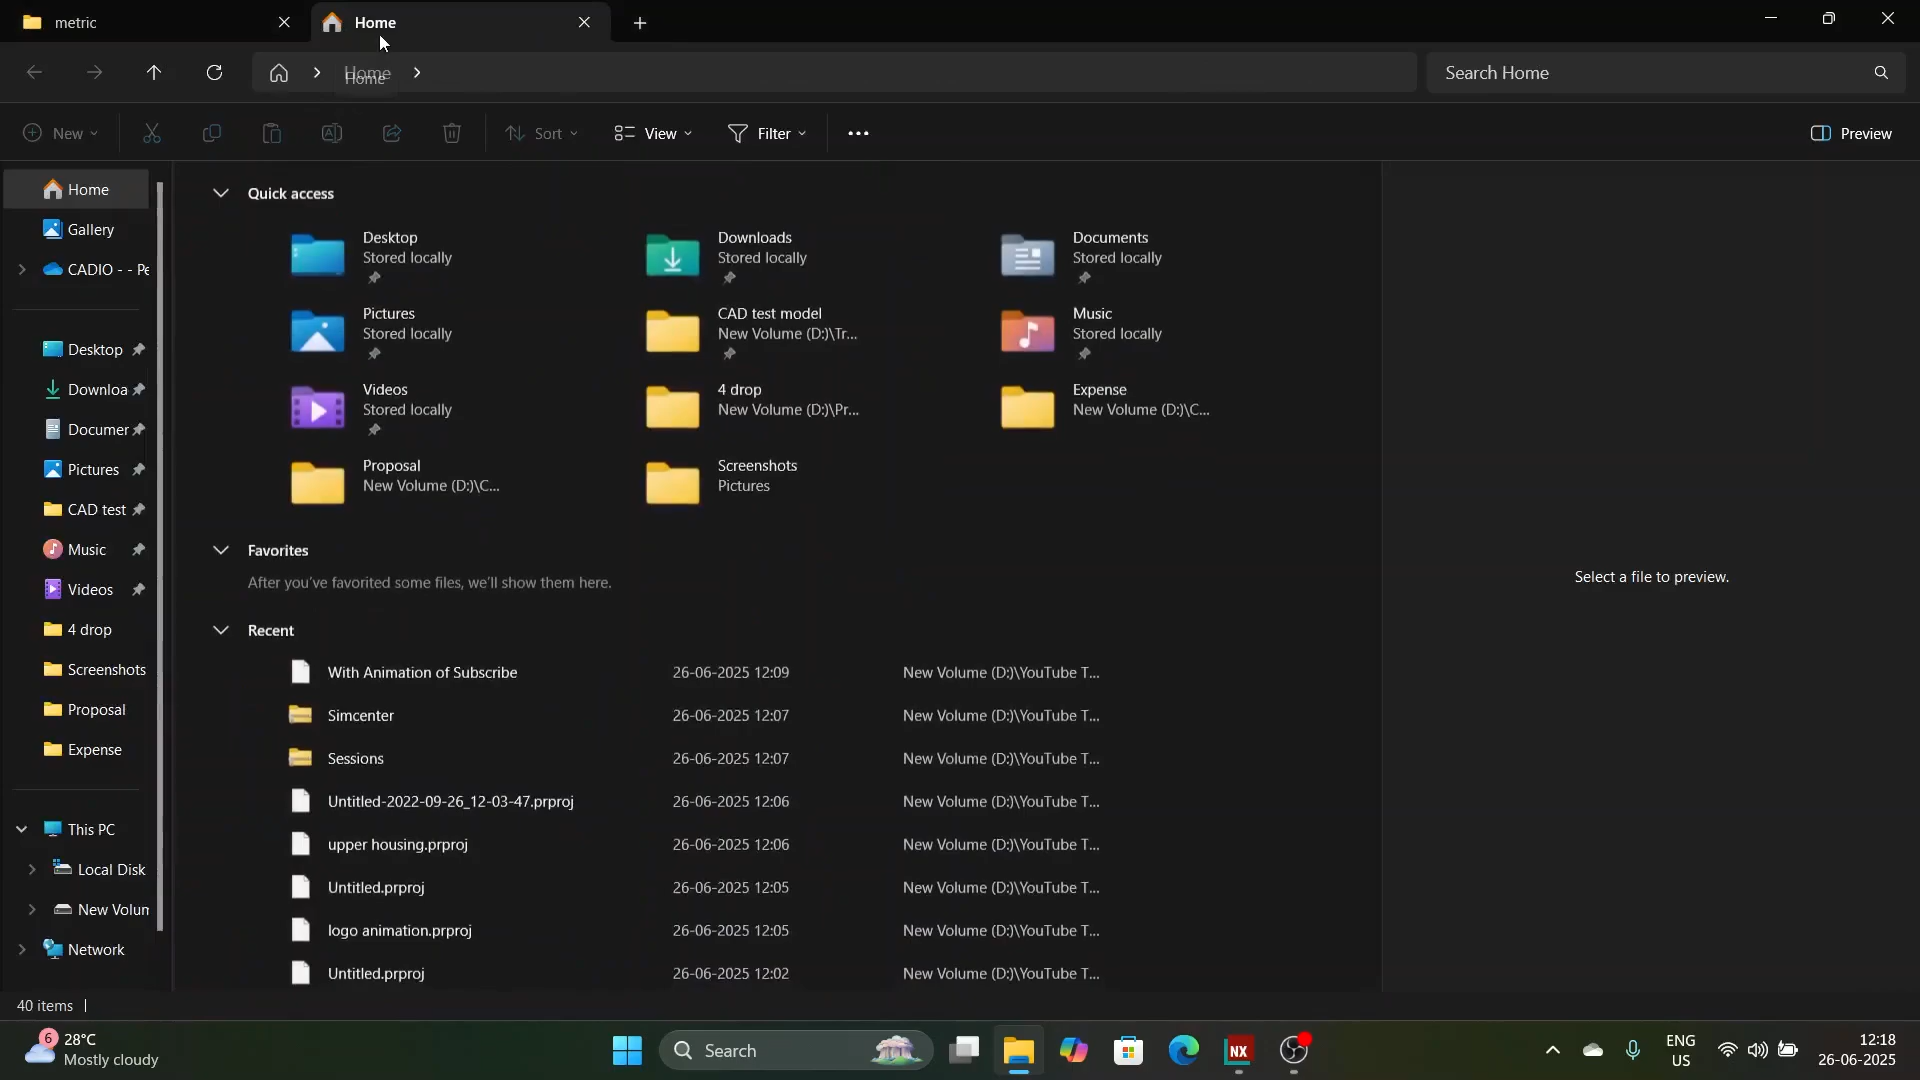 metric
Home
Home
Home
Search Home
New
Sort
View
Filter
Preview
Home
Gallery
CADIO - - Pe
Desktop
Downloa
Documer
Pictures
CAD test
Music
Videos
4 drop
Screenshots
Proposal
Expense
This PC
Local Disk
New Volum
Network
Quick access
Desktop
Stored locally
Downloads
Stored locally
Documents
Stored locally
Pictures
Stored locally
CAD test model
New Volume (D:)\Tr...
Music
Stored locally
Videos
Stored locally
4 drop
New Volume (D:)\Pr...
Expense
New Volume (D:)\C...
Proposal
New Volume (D:)\C...
Screenshots
Pictures
Favorites
After you've favorited some files, we'll show them here.
Recent
With Animation of Subscribe 26-06-2025 12:09 New Volume (D:)\YouTube T...
Simcenter 26-06-2025 12:07 New Volume (D:)\YouTube T...
Sessions 26-06-2025 12:07 New Volume (D:)\YouTube T...
Untitled-2022-09-26_12-03-47.prproj 26-06-2025 12:06 New Volume (D:)\YouTube T...
upper housing.prproj 26-06-2025 12:06 New Volume (D:)\YouTube T...
Untitled.prproj 26-06-2025 12:05 New Volume (D:)\YouTube T...
logo animation.prproj 26-06-2025 12:05 New Volume (D:)\YouTube T...
Untitled.prproj 26-06-2025 12:02 New Volume (D:)\YouTube T...
Select a file to preview.
40 items
6
28°C
Mostly cloudy
Search
NX
ENG
US
12:18
26-06-2025